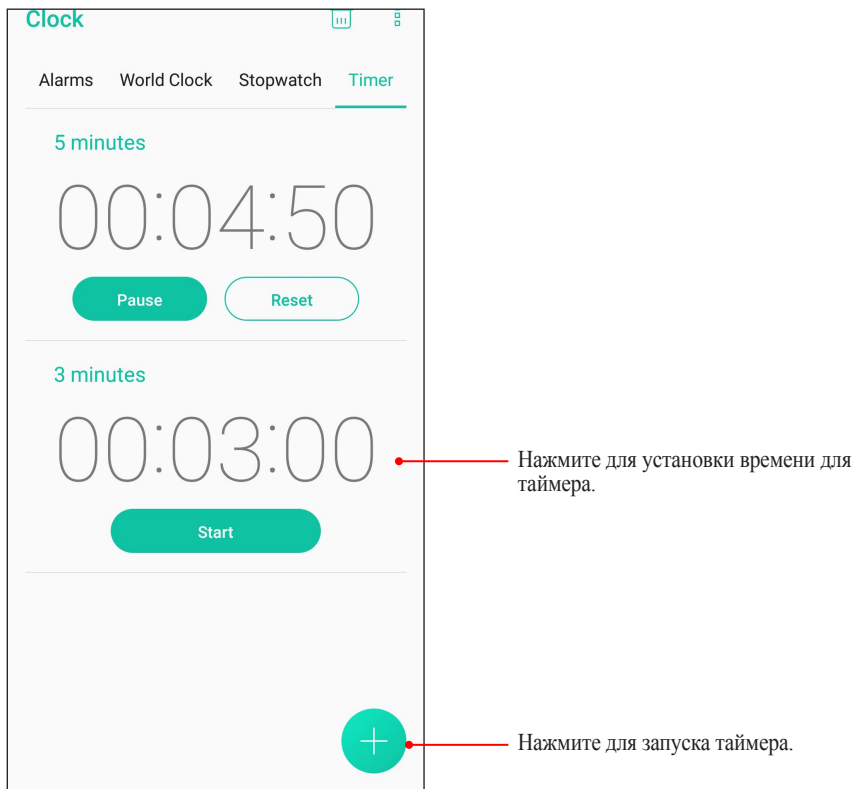 Clock
Alarms World Clock Stopwatch Timer
5 minutes
00:04:50
Pause Reset
3 minutes
00:03:00
Нажмите для установки времени для
таймера.
Start
Нажмите для запуска таймера.